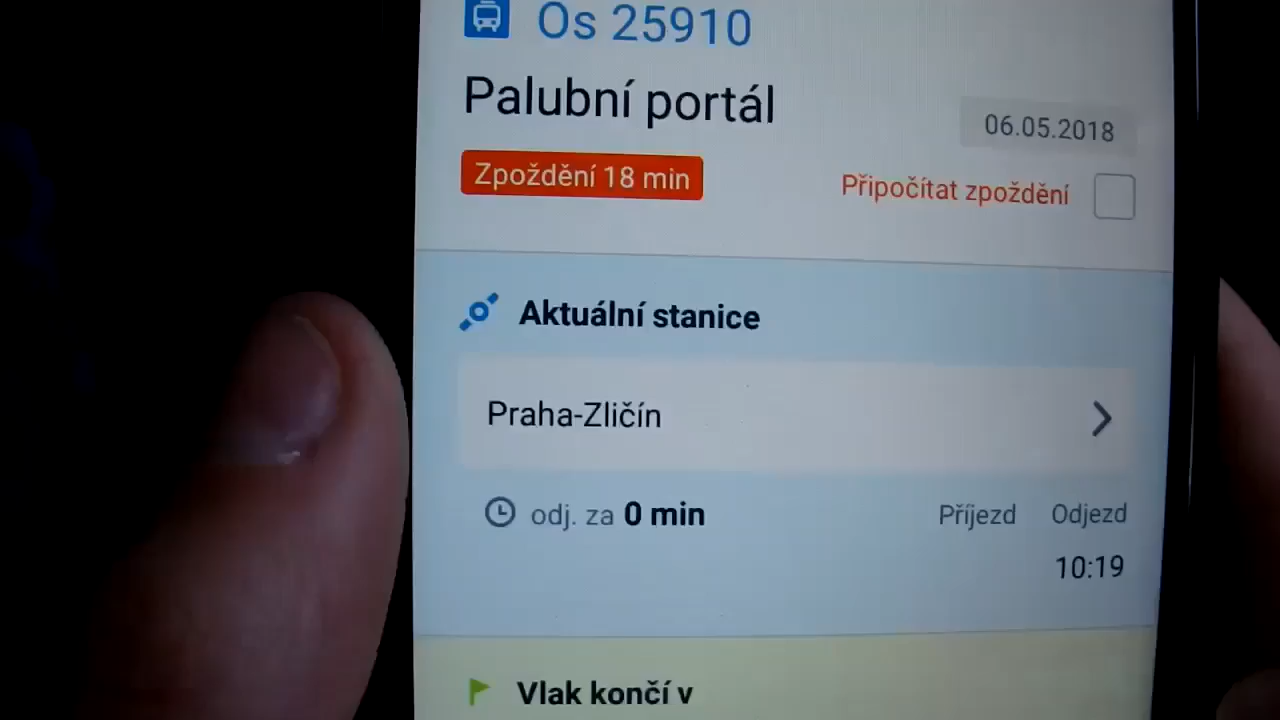 Os 25910
Palubní portál
06.05.2018
Zpoždění 18 min
Připočítat zpoždění
Aktuální stanice
Praha-Zličín
odj. za 0 min
Příjezd Odjezd
10:19
Vlak končí v